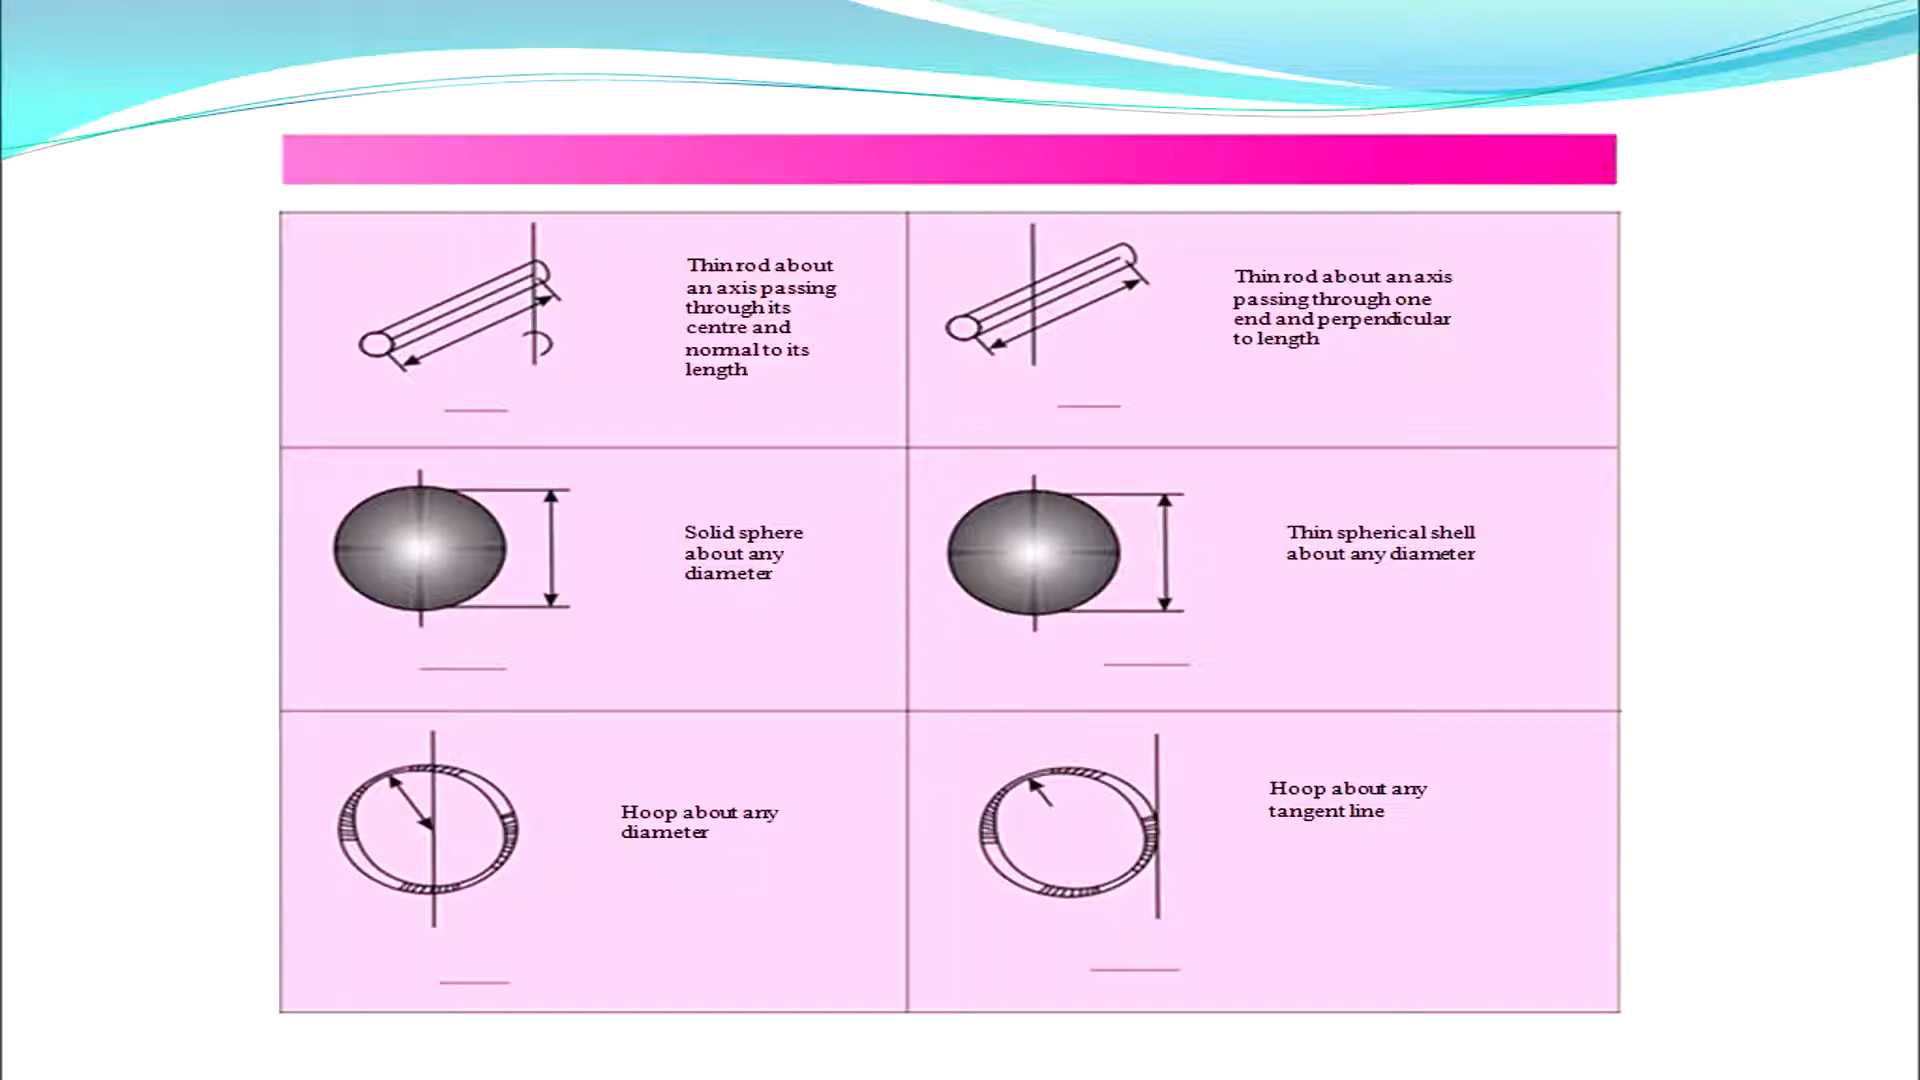 Thin rod about
an axis passing
through its
centre and
normal to its
length
Thin rod about an axis
passing through one
end and perpendicular
to length
Solid sphere
about any
diameter
Thin spherical shell
about any diameter
Hoop about any
diameter
Hoop about any
tangent line